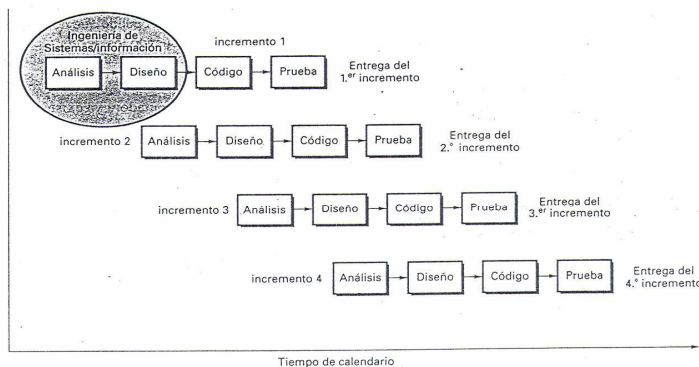 Ingeniería de
Sistemas/información
incremento 1
Análisis
Diseño
Código
Prueba
Entrega del
1.er incremento
incremento 2
Análisis
Diseño
Código
Prueba
Entrega del
2.° incremento
incremento 3
Análisis
Diseño
Código
Prueba
Entrega del
3.er incremento
incremento 4
Análisis
Diseño
Código
Prueba
Entrega del
4.° incremento
Tiempo de calendario